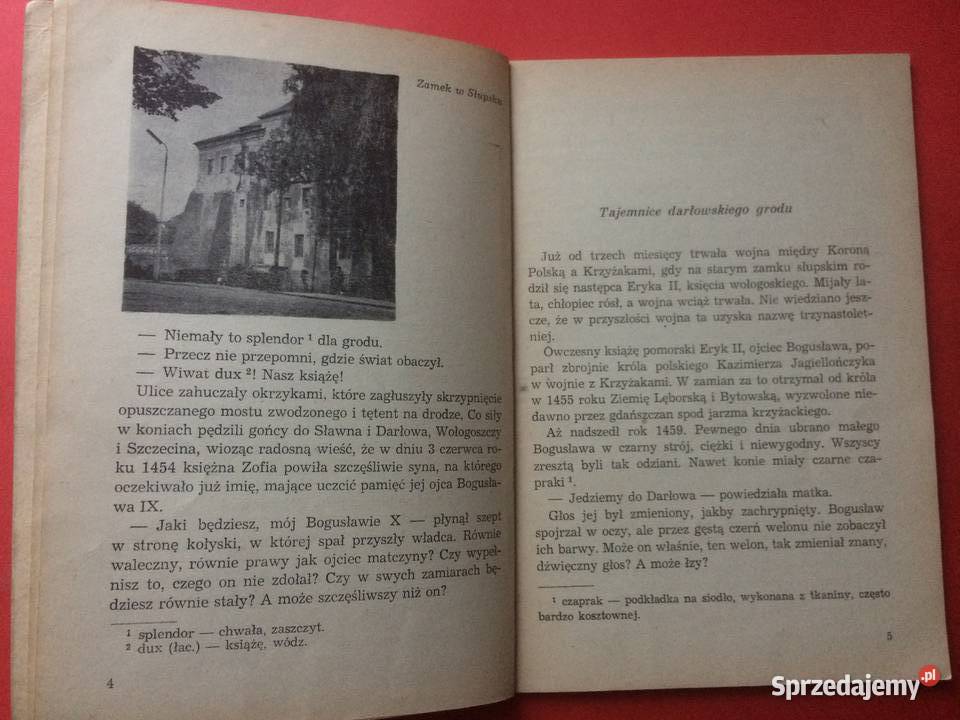 Zamek w Słupsku
— Niemały to splendor ¹ dla grodu.
— Przecz nie przepomni, gdzie świat obaczył.
— Wiwat dux ²! Nasz książę!
Ulice zahuczały okrzykami, które zagłuszyły skrzypnięcie
opuszczanego mostu zwodzonego i tętent na drodze. Co siły
w koniach pędzili gońcy do Sławna i Darłowa, Wołogoszczy
i Szczecina, wioząc radosną wieść, że w dniu 3 czerwca ro-
ku 1454 księżna Zofia powiła szczęśliwie syna, na którego
oczekiwało już imię, mające uczcić pamięć jej ojca Bogusła-
wa IX.
— Jaki będziesz, mój Bogusławie X — płynął szept
w stronę kołyski, w której spał przyszły władca. Równie
waleczny, równie prawy jak ojciec matczyny? Czy wypeł-
nisz to, czego on nie zdołał? Czy w swych zamiarach bę-
dziesz równie stały? A może szczęśliwszy niż on?
¹ splendor — chwała, zaszczyt.
² dux (łac.) — książę, wódz.
4
Tajemnice darłowskiego grodu
Już od trzech miesięcy trwała wojna między Koroną
Polską a Krzyżakami, gdy na starym zamku słupskim ro-
dził się następca Eryka II, księcia wołogoskiego. Mijały la-
ta, chłopiec rósł, a wojna wciąż trwała. Nie wiedziano jesz-
cze, że w przyszłości wojna ta uzyska nazwę trzynastolet-
niej.
Ówczesny książę pomorski Eryk II, ojciec Bogusława, po-
parł zbrojnie króla polskiego Kazimierza Jagiellończyka
w wojnie z Krzyżakami. W zamian za to otrzymał od króla
w 1455 roku Ziemię Lęborską i Bytowską, wyzwolone nie-
dawno przez gdańszczan spod jarzma krzyżackiego.
Aż nadszedł rok 1459. Pewnego dnia ubrano małego
Bogusława w czarny strój, ciężki i niewygodny. Wszyscy
zresztą byli tak odziani. Nawet konie miały czarne cza-
praki ¹.
— Jedziemy do Darłowa — powiedziała matka.
Głos jej był zmieniony, jakby zachrypnięty. Bogusław
spojrzał w oczy, ale przez gęstą czerń welonu nie zobaczył
ich barwy. Może on właśnie, ten welon, tak zmieniał znany,
dźwięczny głos? A może łzy?
¹ czaprak — podkładka na siodło, wykonana z tkaniny, często
bardzo kosztownej.
5
Sprzedajemy.pl